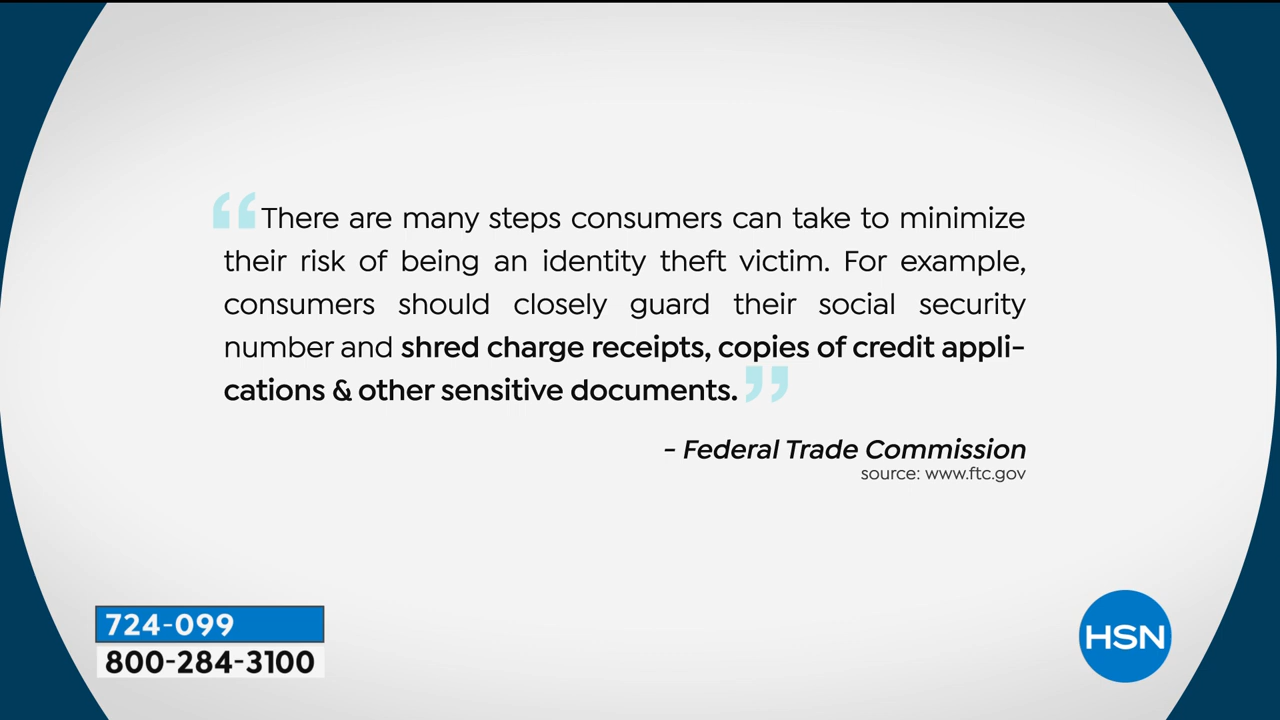 “There are many steps consumers can take to minimize
their risk of being an identity theft victim. For example,
consumers should closely guard their social security
number and shred charge receipts, copies of credit appli-
cations & other sensitive documents.”
- Federal Trade Commission
source: www.ftc.gov
724-099
800-284-3100
HSN